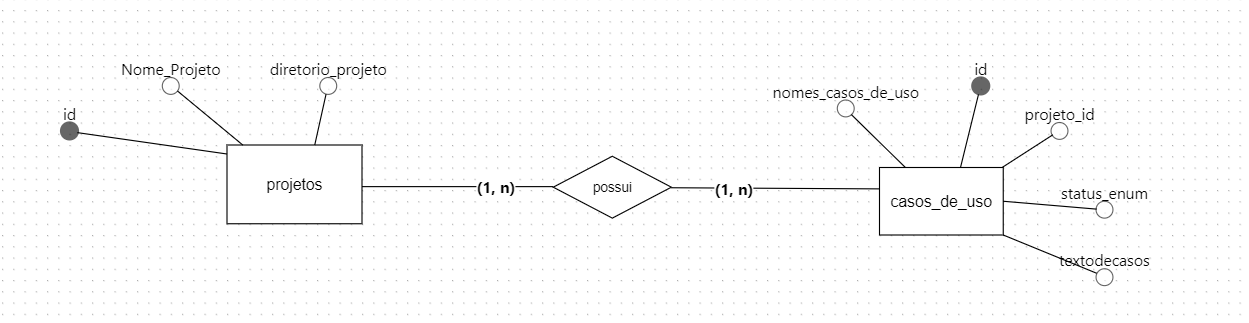 Nome_Projeto
diretorio_projeto
id
projetos
(1, n)
possui
(1, n)
id
nomes_casos_de_uso
projeto_id
casos_de_uso
status_enum
textodecasos